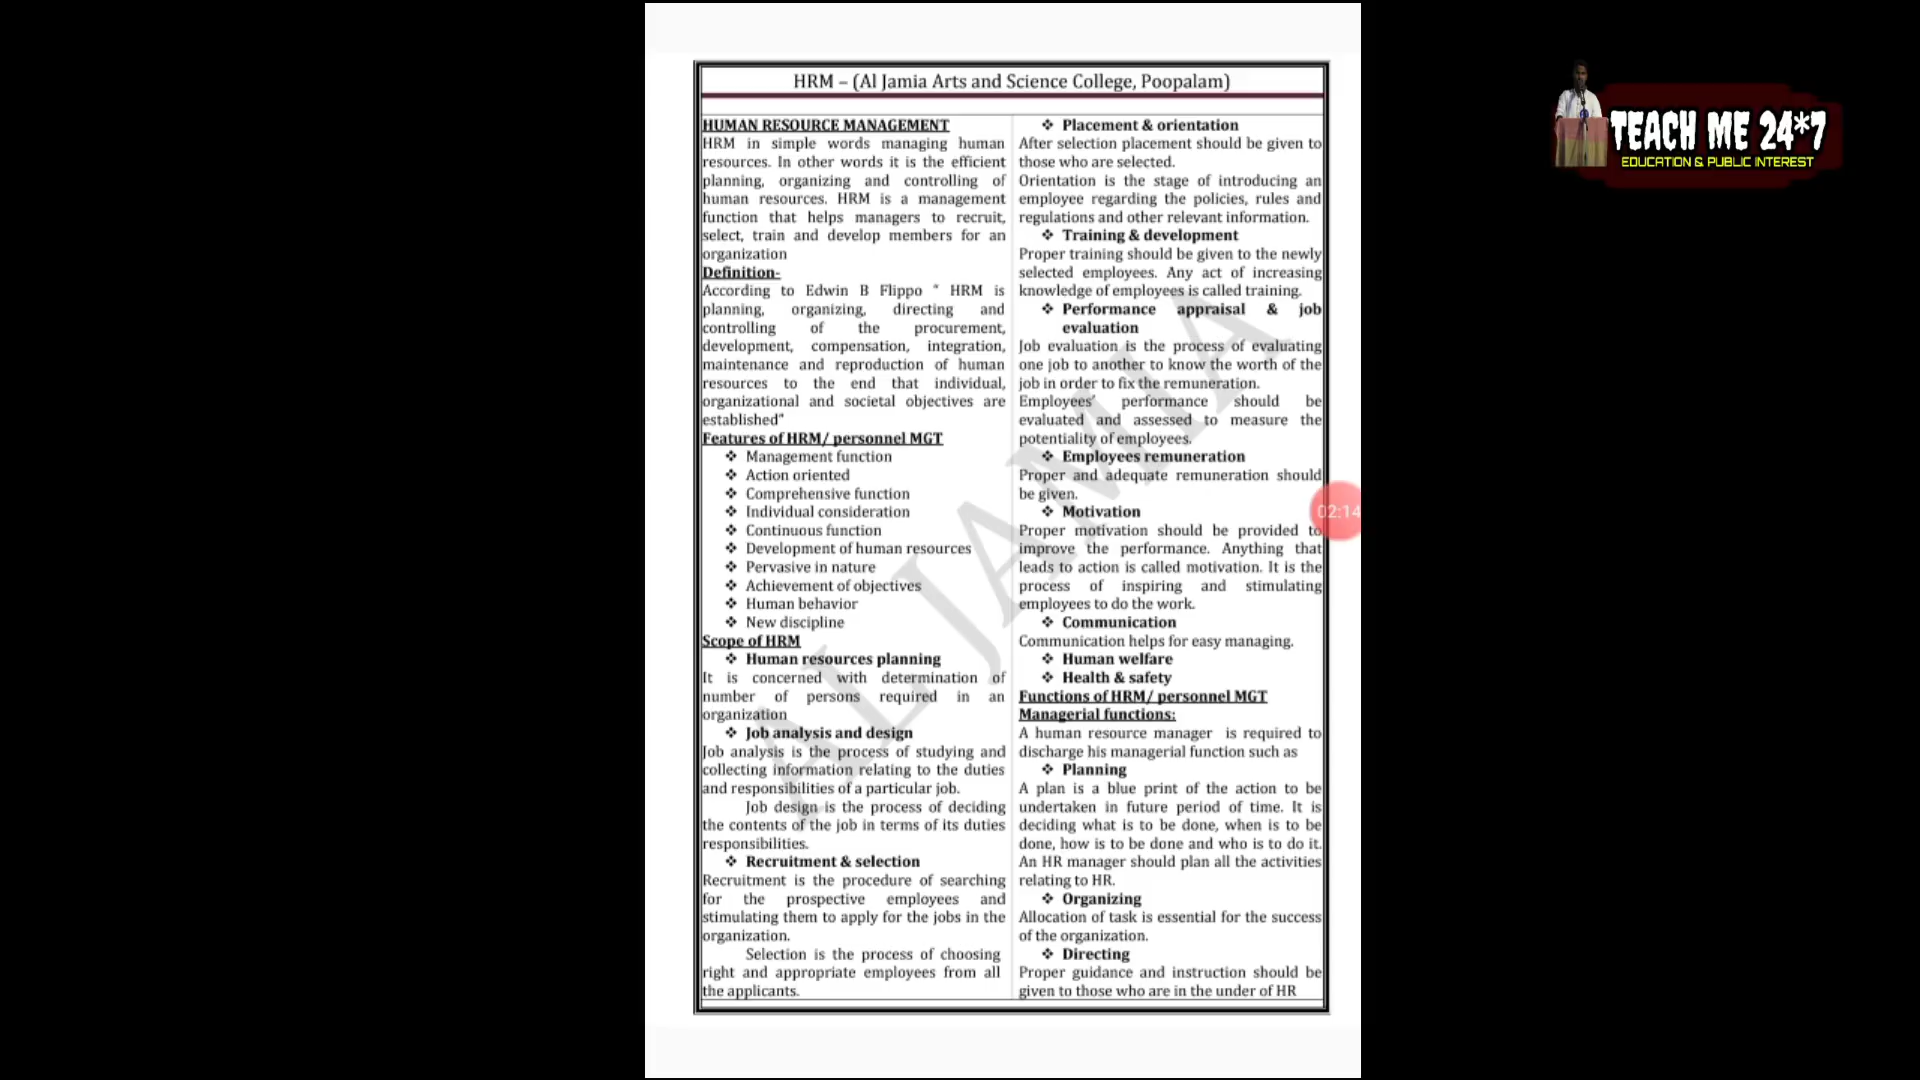 HRM – (Al Jamia Arts and Science College, Poopalam)
HUMAN RESOURCE MANAGEMENT
HRM in simple words managing human
resources. In other words it is the efficient
planning, organizing and controlling of
human resources. HRM is a management
function that helps managers to recruit,
select, train and develop members for an
organization
Definition-
According to Edwin B Flippo “ HRM is
planning, organizing, directing and
controlling of the procurement,
development, compensation, integration,
maintenance and reproduction of human
resources to the end that individual,
organizational and societal objectives are
established”
Features of HRM/ personnel MGT
❖ Management function
❖ Action oriented
❖ Comprehensive function
❖ Individual consideration
❖ Continuous function
❖ Development of human resources
❖ Pervasive in nature
❖ Achievement of objectives
❖ Human behavior
❖ New discipline
Scope of HRM
❖ Human resources planning
It is concerned with determination of
number of persons required in an
organization
❖ Job analysis and design
Job analysis is the process of studying and
collecting information relating to the duties
and responsibilities of a particular job.
Job design is the process of deciding
the contents of the job in terms of its duties
responsibilities.
❖ Recruitment & selection
Recruitment is the procedure of searching
for the prospective employees and
stimulating them to apply for the jobs in the
organization.
Selection is the process of choosing
right and appropriate employees from all
the applicants.
❖ Placement & orientation
After selection placement should be given to
those who are selected.
Orientation is the stage of introducing an
employee regarding the policies, rules and
regulations and other relevant information.
❖ Training & development
Proper training should be given to the newly
selected employees. Any act of increasing
knowledge of employees is called training.
❖ Performance appraisal & job
evaluation
Job evaluation is the process of evaluating
one job to another to know the worth of the
job in order to fix the remuneration.
Employees’ performance should be
evaluated and assessed to measure the
potentiality of employees.
❖ Employees remuneration
Proper and adequate remuneration should
be given.
❖ Motivation
Proper motivation should be provided to
improve the performance. Anything that
leads to action is called motivation. It is the
process of inspiring and stimulating
employees to do the work.
❖ Communication
Communication helps for easy managing.
❖ Human welfare
❖ Health & safety
Functions of HRM/ personnel MGT
Managerial functions:
A human resource manager is required to
discharge his managerial function such as
❖ Planning
A plan is a blue print of the action to be
undertaken in future period of time. It is
deciding what is to be done, when is to be
done, how is to be done and who is to do it.
An HR manager should plan all the activities
relating to HR.
❖ Organizing
Allocation of task is essential for the success
of the organization.
❖ Directing
Proper guidance and instruction should be
given to those who are in the under of HR
AL JAMIA
02:14
TEACH ME 24*7
EDUCATION & PUBLIC INTEREST